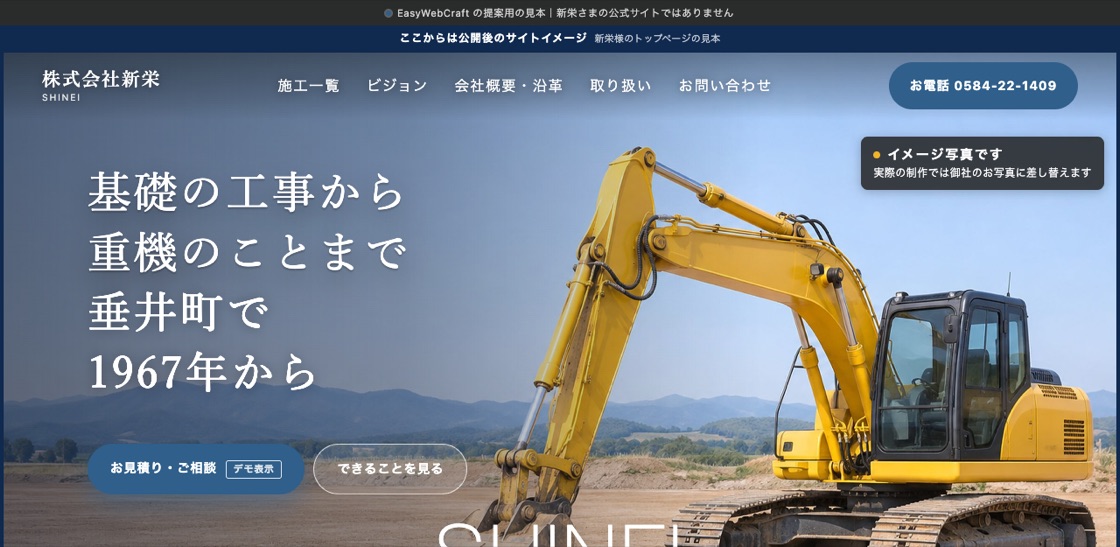 EasyWebCraft の提案用の見本｜新栄さまの公式サイトではありません
ここからは公開後のサイトイメージ 新栄様のトップページの見本
株式会社新栄
SHINEI
施工一覧 ビジョン 会社概要・沿革 取り扱い お問い合わせ
お電話 0584-22-1409
イメージ写真です
実際の制作では御社のお写真に差し替えます
基礎の工事から
重機のことまで
垂井町で
1967年から
お見積り・ご相談 デモ表示
できることを見る
SHINEI